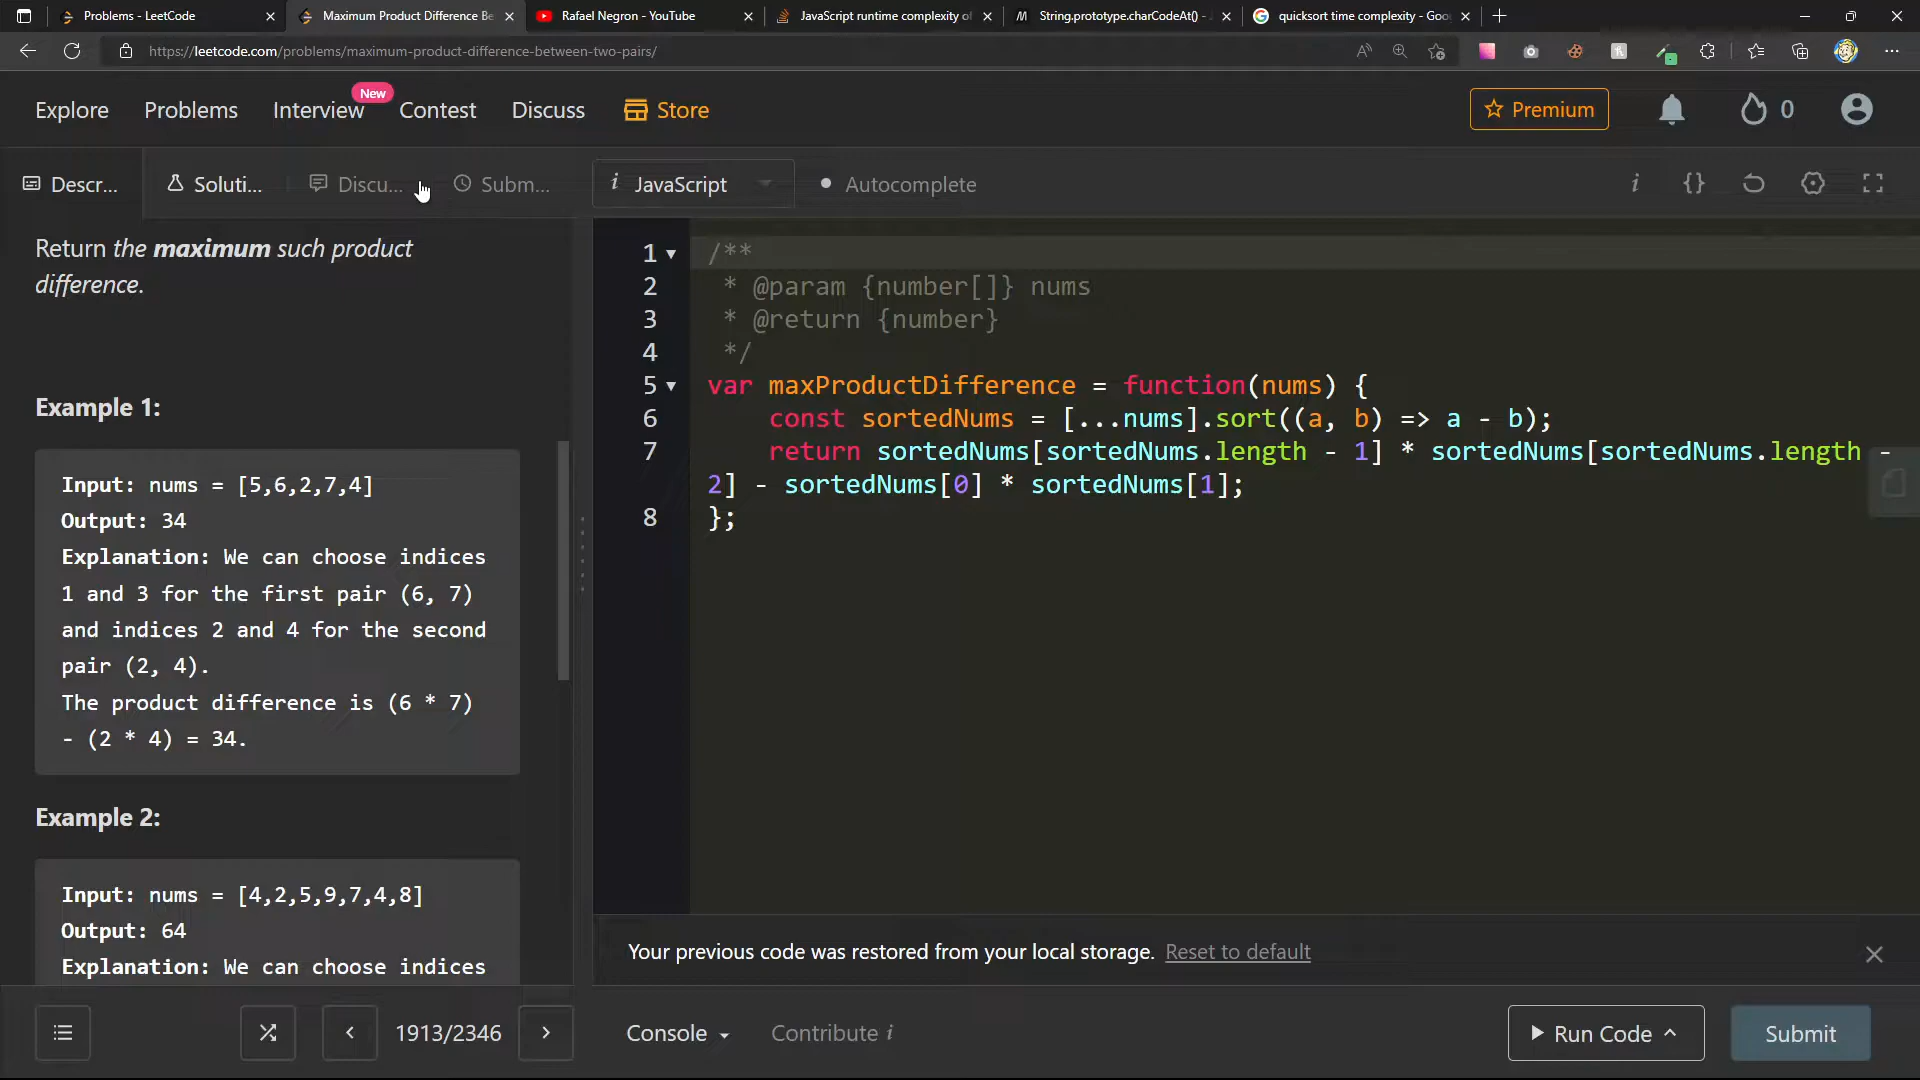 Problems - LeetCode
Maximum Product Difference Be
Rafael Negron - YouTube
JavaScript runtime complexity of
String.prototype.charCodeAt() -
quicksort time complexity - Goo
https://leetcode.com/problems/maximum-product-difference-between-two-pairs/
Explore
Problems
Interview
New
Contest
Discuss
Store
Premium
0
Descr...
Soluti...
Discu...
Subm...
i JavaScript
Autocomplete
i {}
Return the maximum such product
difference.
Example 1:
Input: nums = [5,6,2,7,4]
Output: 34
Explanation: We can choose indices
1 and 3 for the first pair (6, 7)
and indices 2 and 4 for the second
pair (2, 4).
The product difference is (6 * 7)
- (2 * 4) = 34.
Example 2:
Input: nums = [4,2,5,9,7,4,8]
Output: 64
Explanation: We can choose indices
1 /**
2 * @param {number[]} nums
3 * @return {number}
4 */
5 var maxProductDifference = function(nums) {
6 const sortedNums = [...nums].sort((a, b) => a - b);
7 return sortedNums[sortedNums.length - 1] * sortedNums[sortedNums.length -
2] - sortedNums[0] * sortedNums[1];
8 };
Your previous code was restored from your local storage. Reset to default
1913/2346
Console
Contribute i
Run Code
Submit